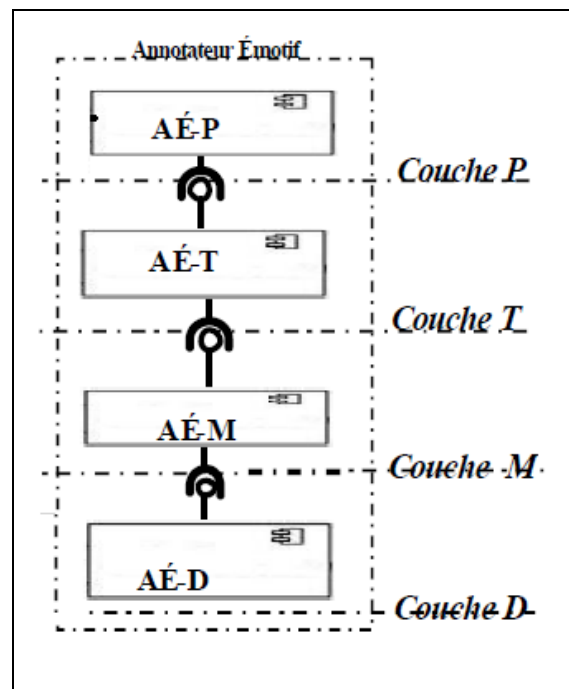 Annotateur Émotif
AÉ-P
Couche P
AÉ-T
Couche T
AÉ-M
Couche M
AÉ-D
Couche D